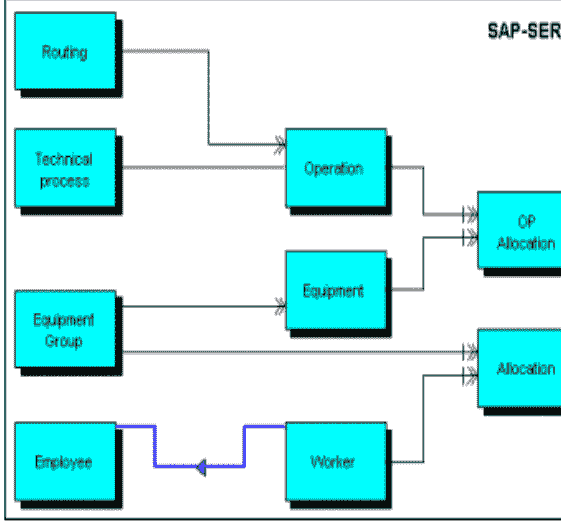 SAP-SER
Routing
Technical
process
Operation
OP
Allocation
Equipment
Equipment
Group
Allocation
Employee
Worker